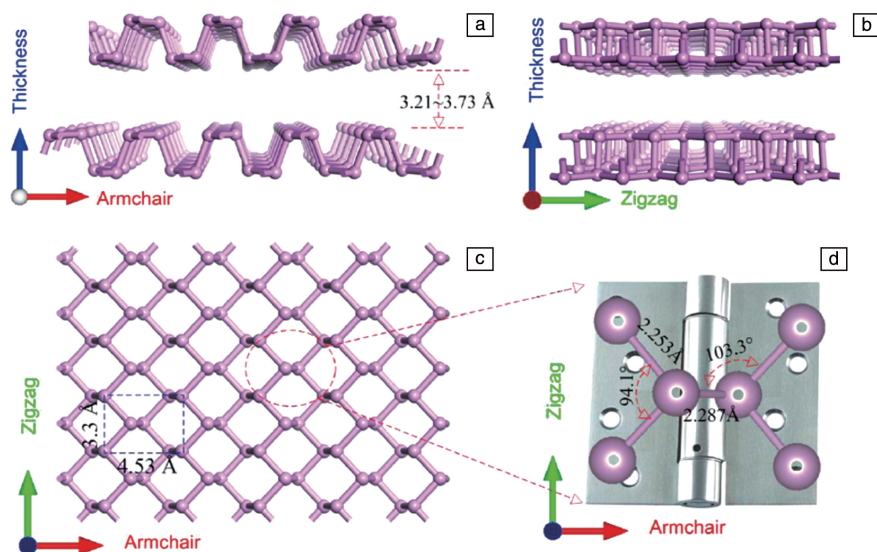 a
Thickness
3.21~3.73 Å
Armchair
b
Thickness
Zigzag
c
Zigzag
3.3 Å
4.53 Å
Armchair
d
2.253Å
103.3°
94.1°
2.287Å
Zigzag
Armchair